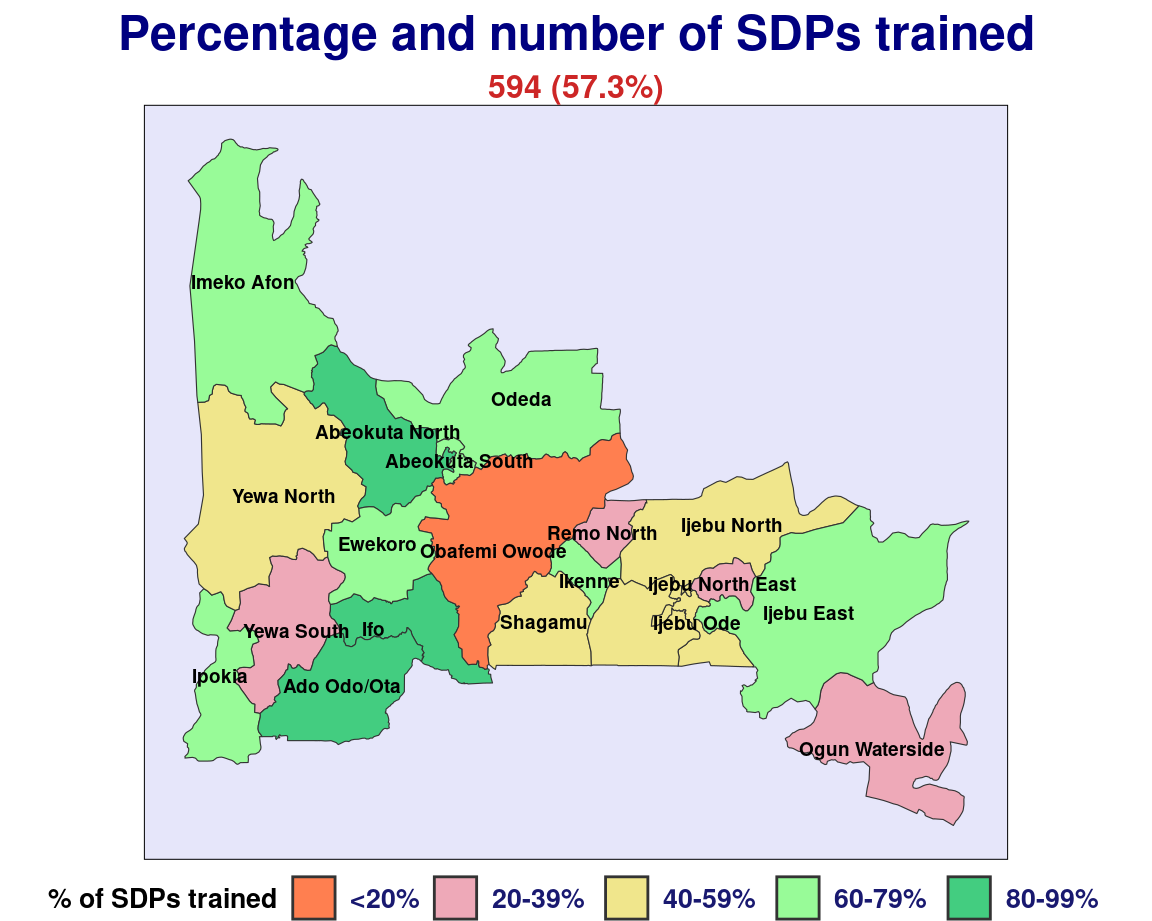 Percentage and number of SDPs trained
594 (57.3%)
Imeko Afon
Odeda
Abeokuta North
Abeokuta South
Yewa North
Ijebu North
Remo North
Ewekoro
Obafemi Owode
Ikenne
Ijebu North East
Ijebu East
Shagamu
Ijebu Ode
Yewa South
Ifo
Ipokia
Ado Odo/Ota
Ogun Waterside
% of SDPs trained <20% 20-39% 40-59% 60-79% 80-99%